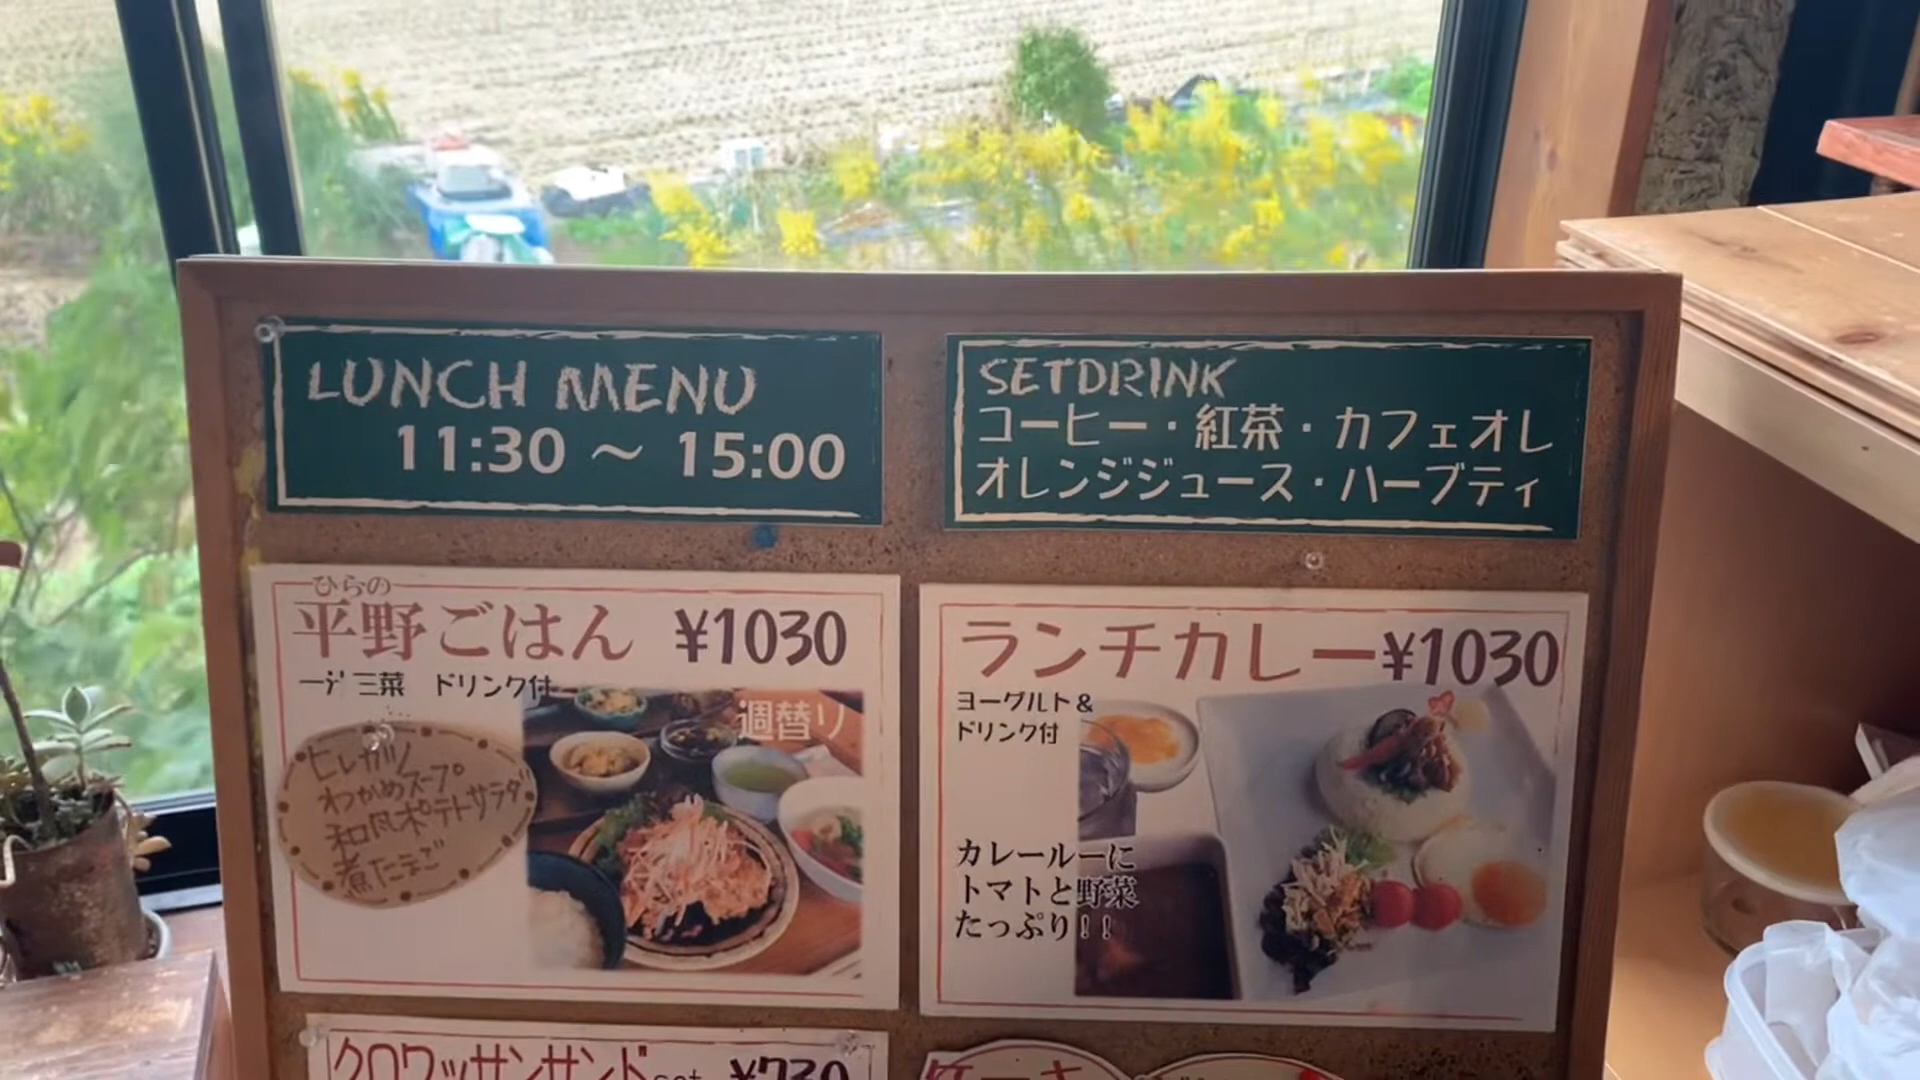 LUNCH MENU
11:30 〜 15:00
SETDRINK
コーヒー・紅茶・カフェオレ
オレンジジュース・ハーブティ
ひらの
平野ごはん ¥1030
三菜 ドリンク付
週替り
ヒレカツ
わかめスープ
和風ポテトサラダ
煮たまご
ランチカレー ¥1030
ヨーグルト&
ドリンク付
カレールーに
トマトと野菜
たっぷり!!
クロワッサンサンド set ¥730
ケーキ